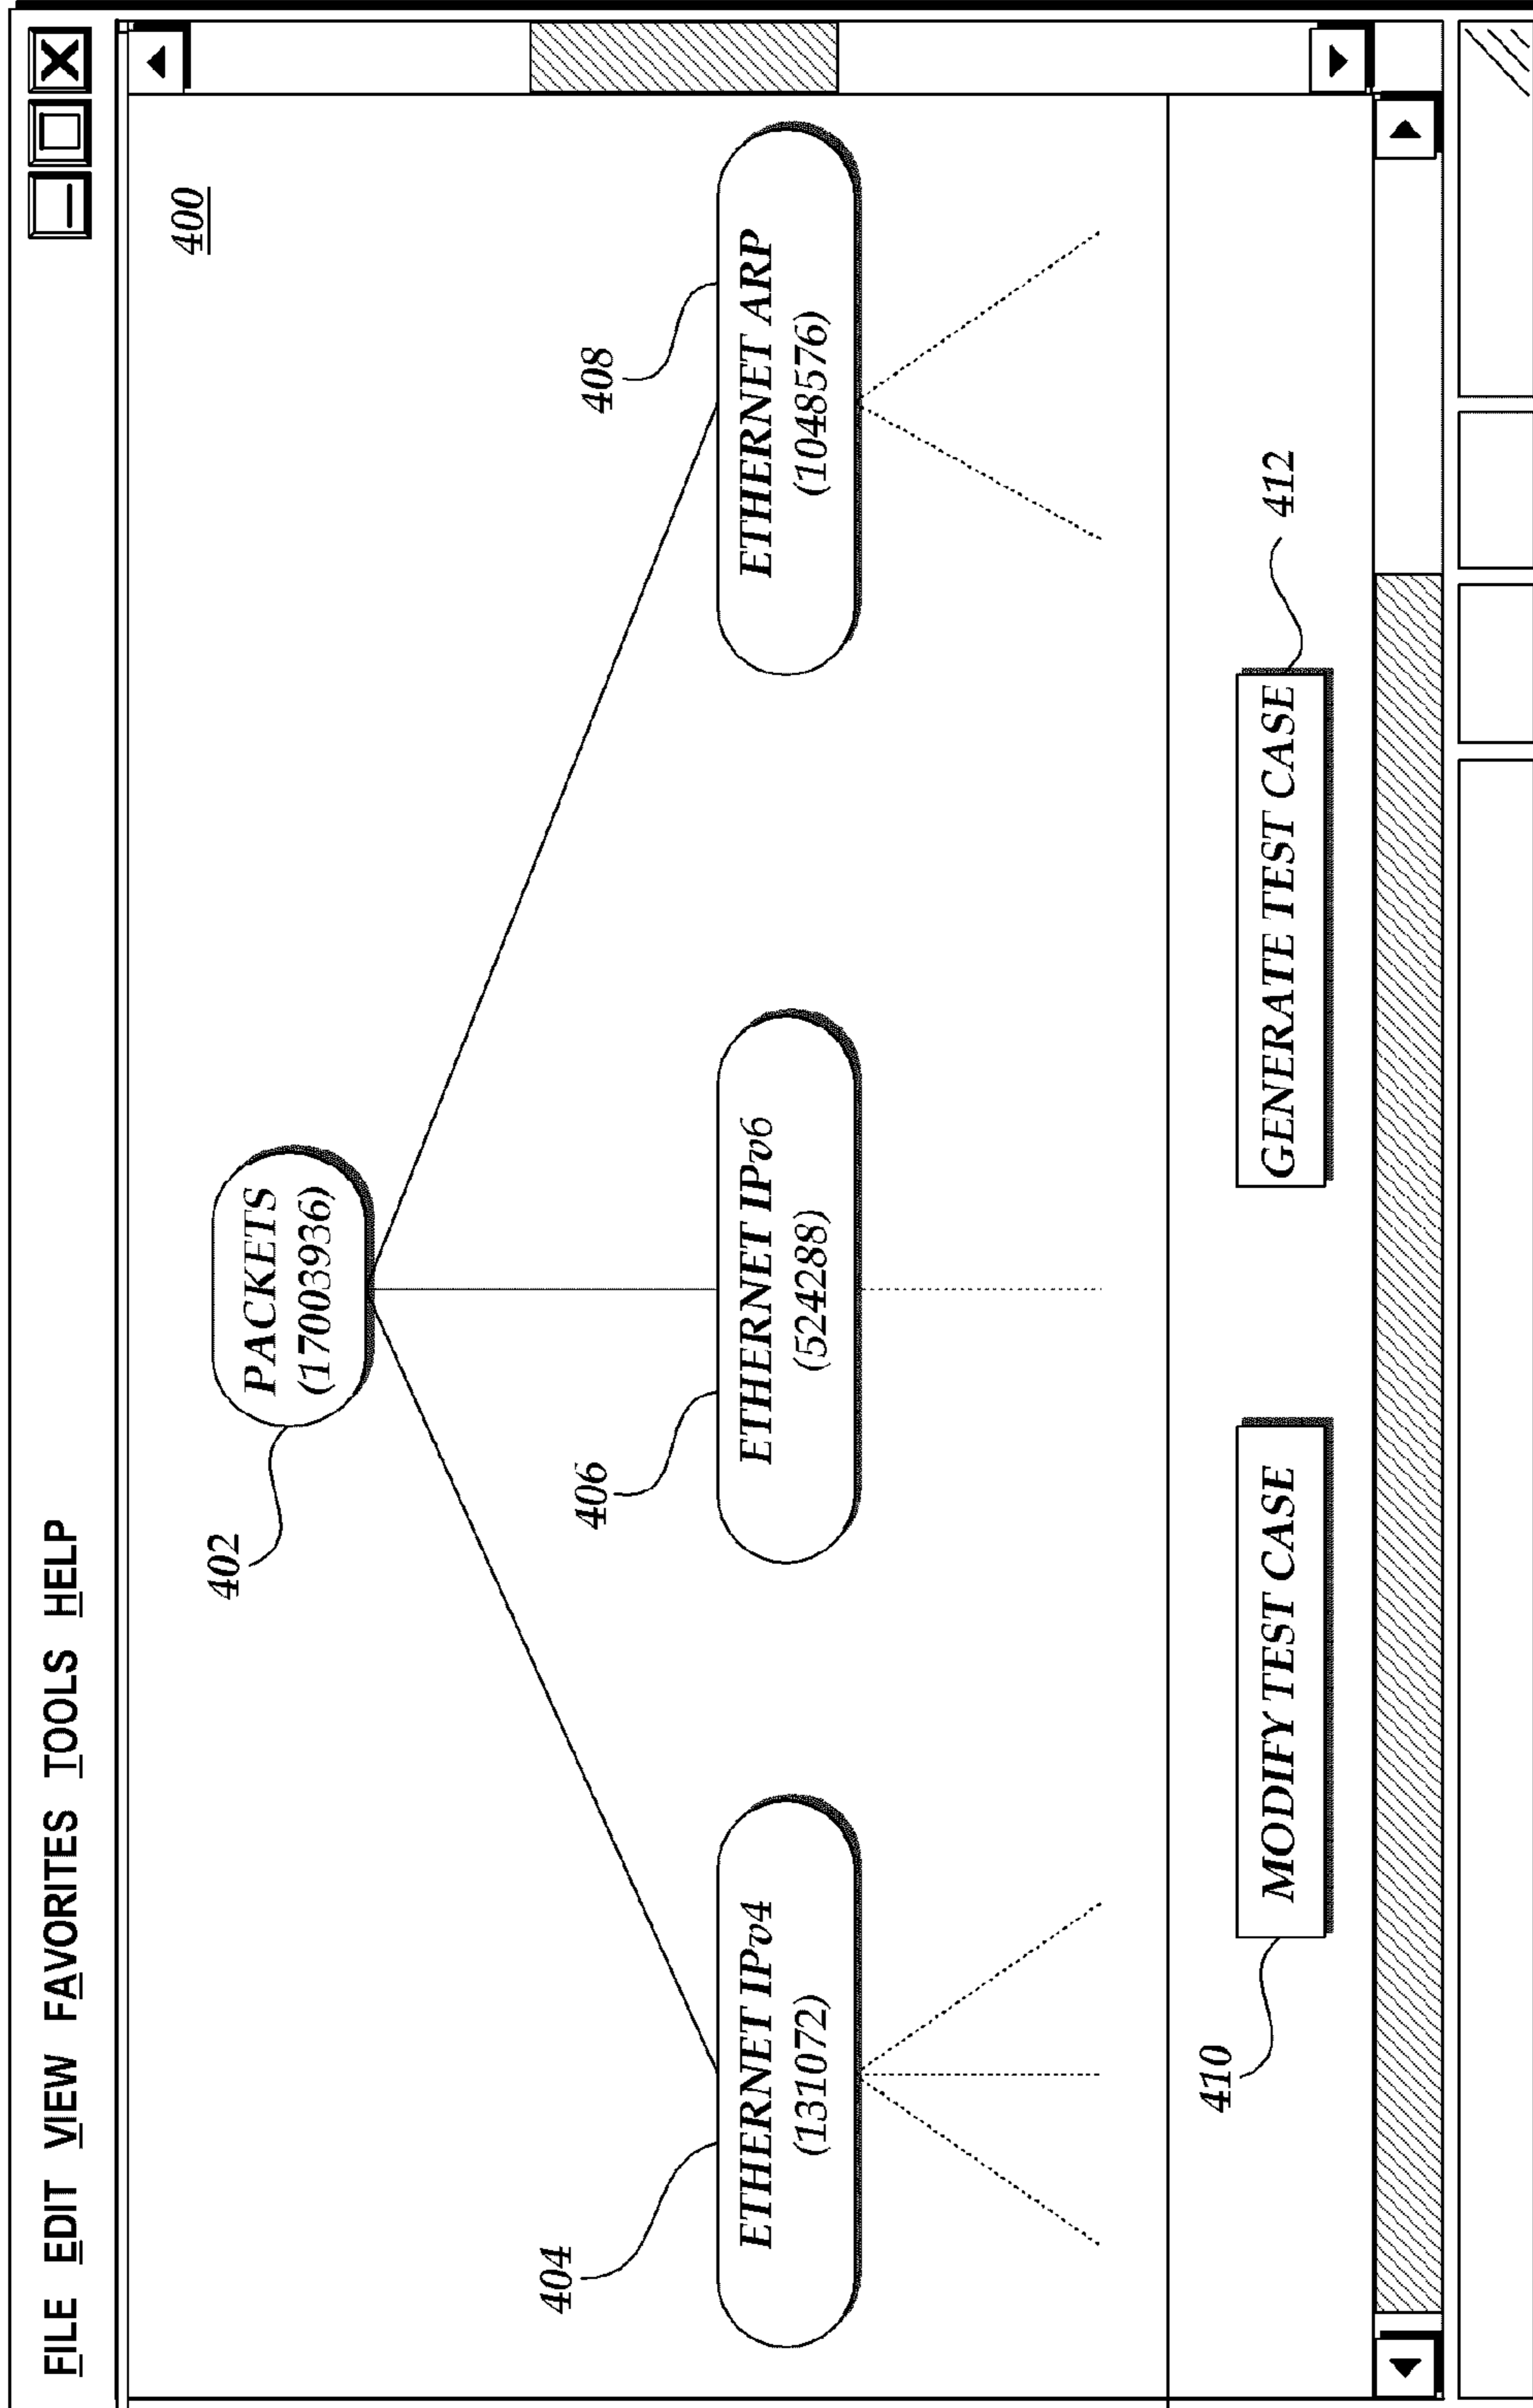 FILE EDIT VIEW FAVORITES TOOLS HELP
400
402
PACKETS
(17003936)
404
406
408
ETHERNET IPv4
(131072)
ETHERNET IPv6
(524288)
ETHERNET ARP
(1048576)
410
MODIFY TEST CASE
GENERATE TEST CASE
412